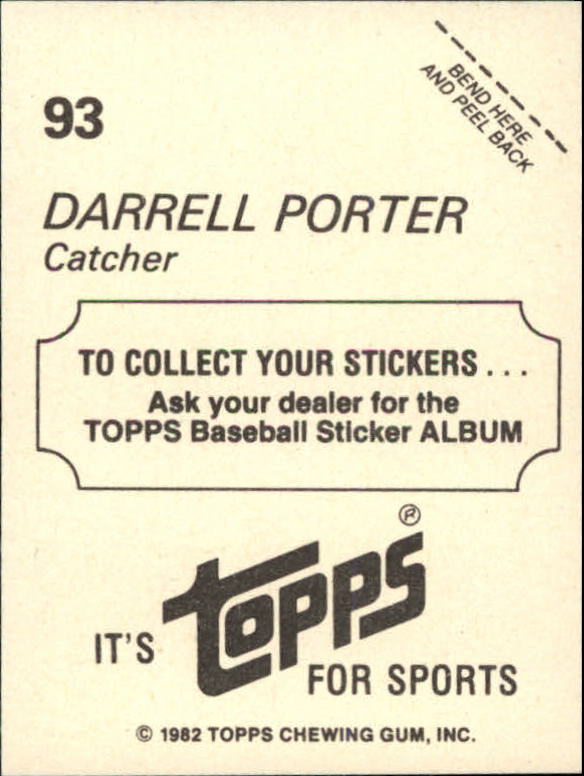 BEND HERE
AND PEEL BACK
93
DARRELL PORTER
Catcher
TO COLLECT YOUR STICKERS...
Ask your dealer for the
TOPPS Baseball Sticker ALBUM
IT'S TOPPS ®
FOR SPORTS
© 1982 TOPPS CHEWING GUM, INC.